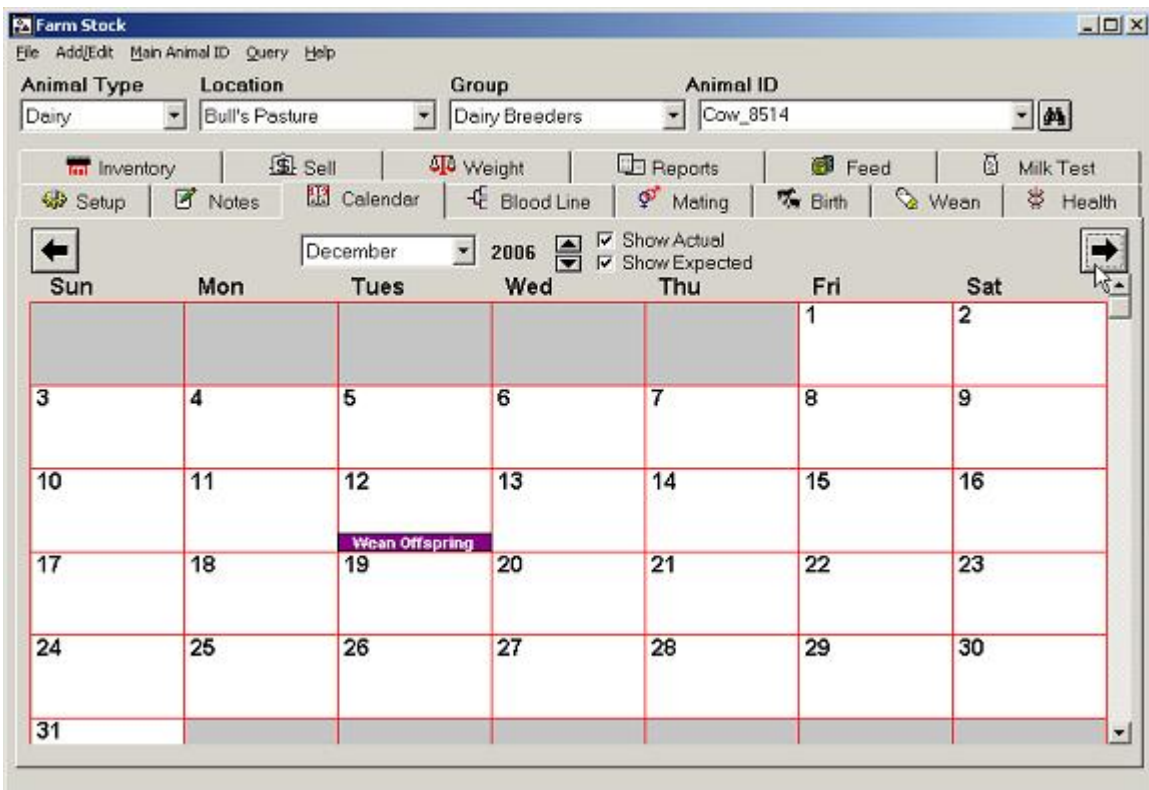 Farm Stock
File Add/Edit Main Animal ID Query Help
Animal Type Location Group Animal ID
Dairy Bull's Pasture Dairy Breeders Cow_8514
Inventory Sell Weight Reports Feed Milk Test
Setup Notes Calendar Blood Line Mating Birth Wean Health
December 2006 Show Actual
Show Expected
Sun Mon Tues Wed Thu Fri Sat
1 2
3 4 5 6 7 8 9
10 11 12 13 14 15 16
Wean Offspring
17 18 19 20 21 22 23
24 25 26 27 28 29 30
31